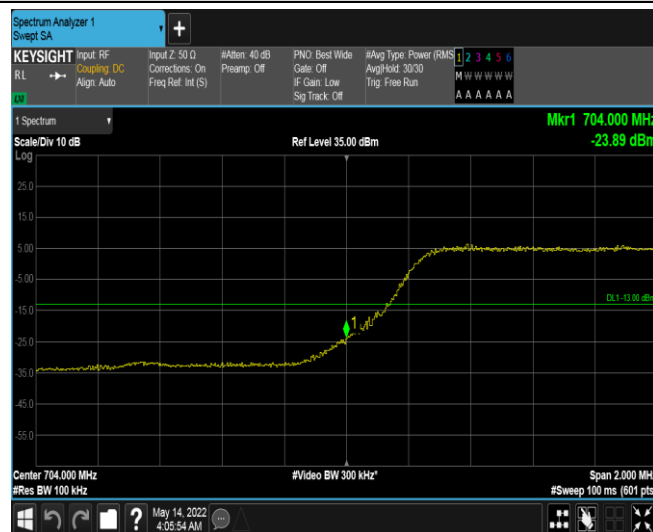 Spectrum Analyzer 1
Swept SA
KEYSIGHT
RL
Input: RF
Coupling: DC
Align: Auto
Input Z: 50 Ω
Corrections: On
Freq Ref: Int (S)
#Atten: 40 dB
Preamp: Off
PNO: Best Wide
Gate: Off
IF Gain: Low
Sig Track: Off
#Avg Type: Power (RMS
Avg|Hold: 30/30
Trig: Free Run
1 2 3 4 5 6
M W W W W W
A A A A A A
1 Spectrum
Scale/Div 10 dB
Ref Level 35.00 dBm
Mkr1 704.000 MHz
-23.89 dBm
Log
25.0
15.0
5.00
-5.00
-15.0
-25.0
-35.0
-45.0
-55.0
DL1 -13.00 dBm
1
Center 704.000 MHz
#Video BW 300 kHz*
Span 2.000 MHz
#Res BW 100 kHz
#Sweep 100 ms (601 pts
May 14, 2022
4:05:54 AM